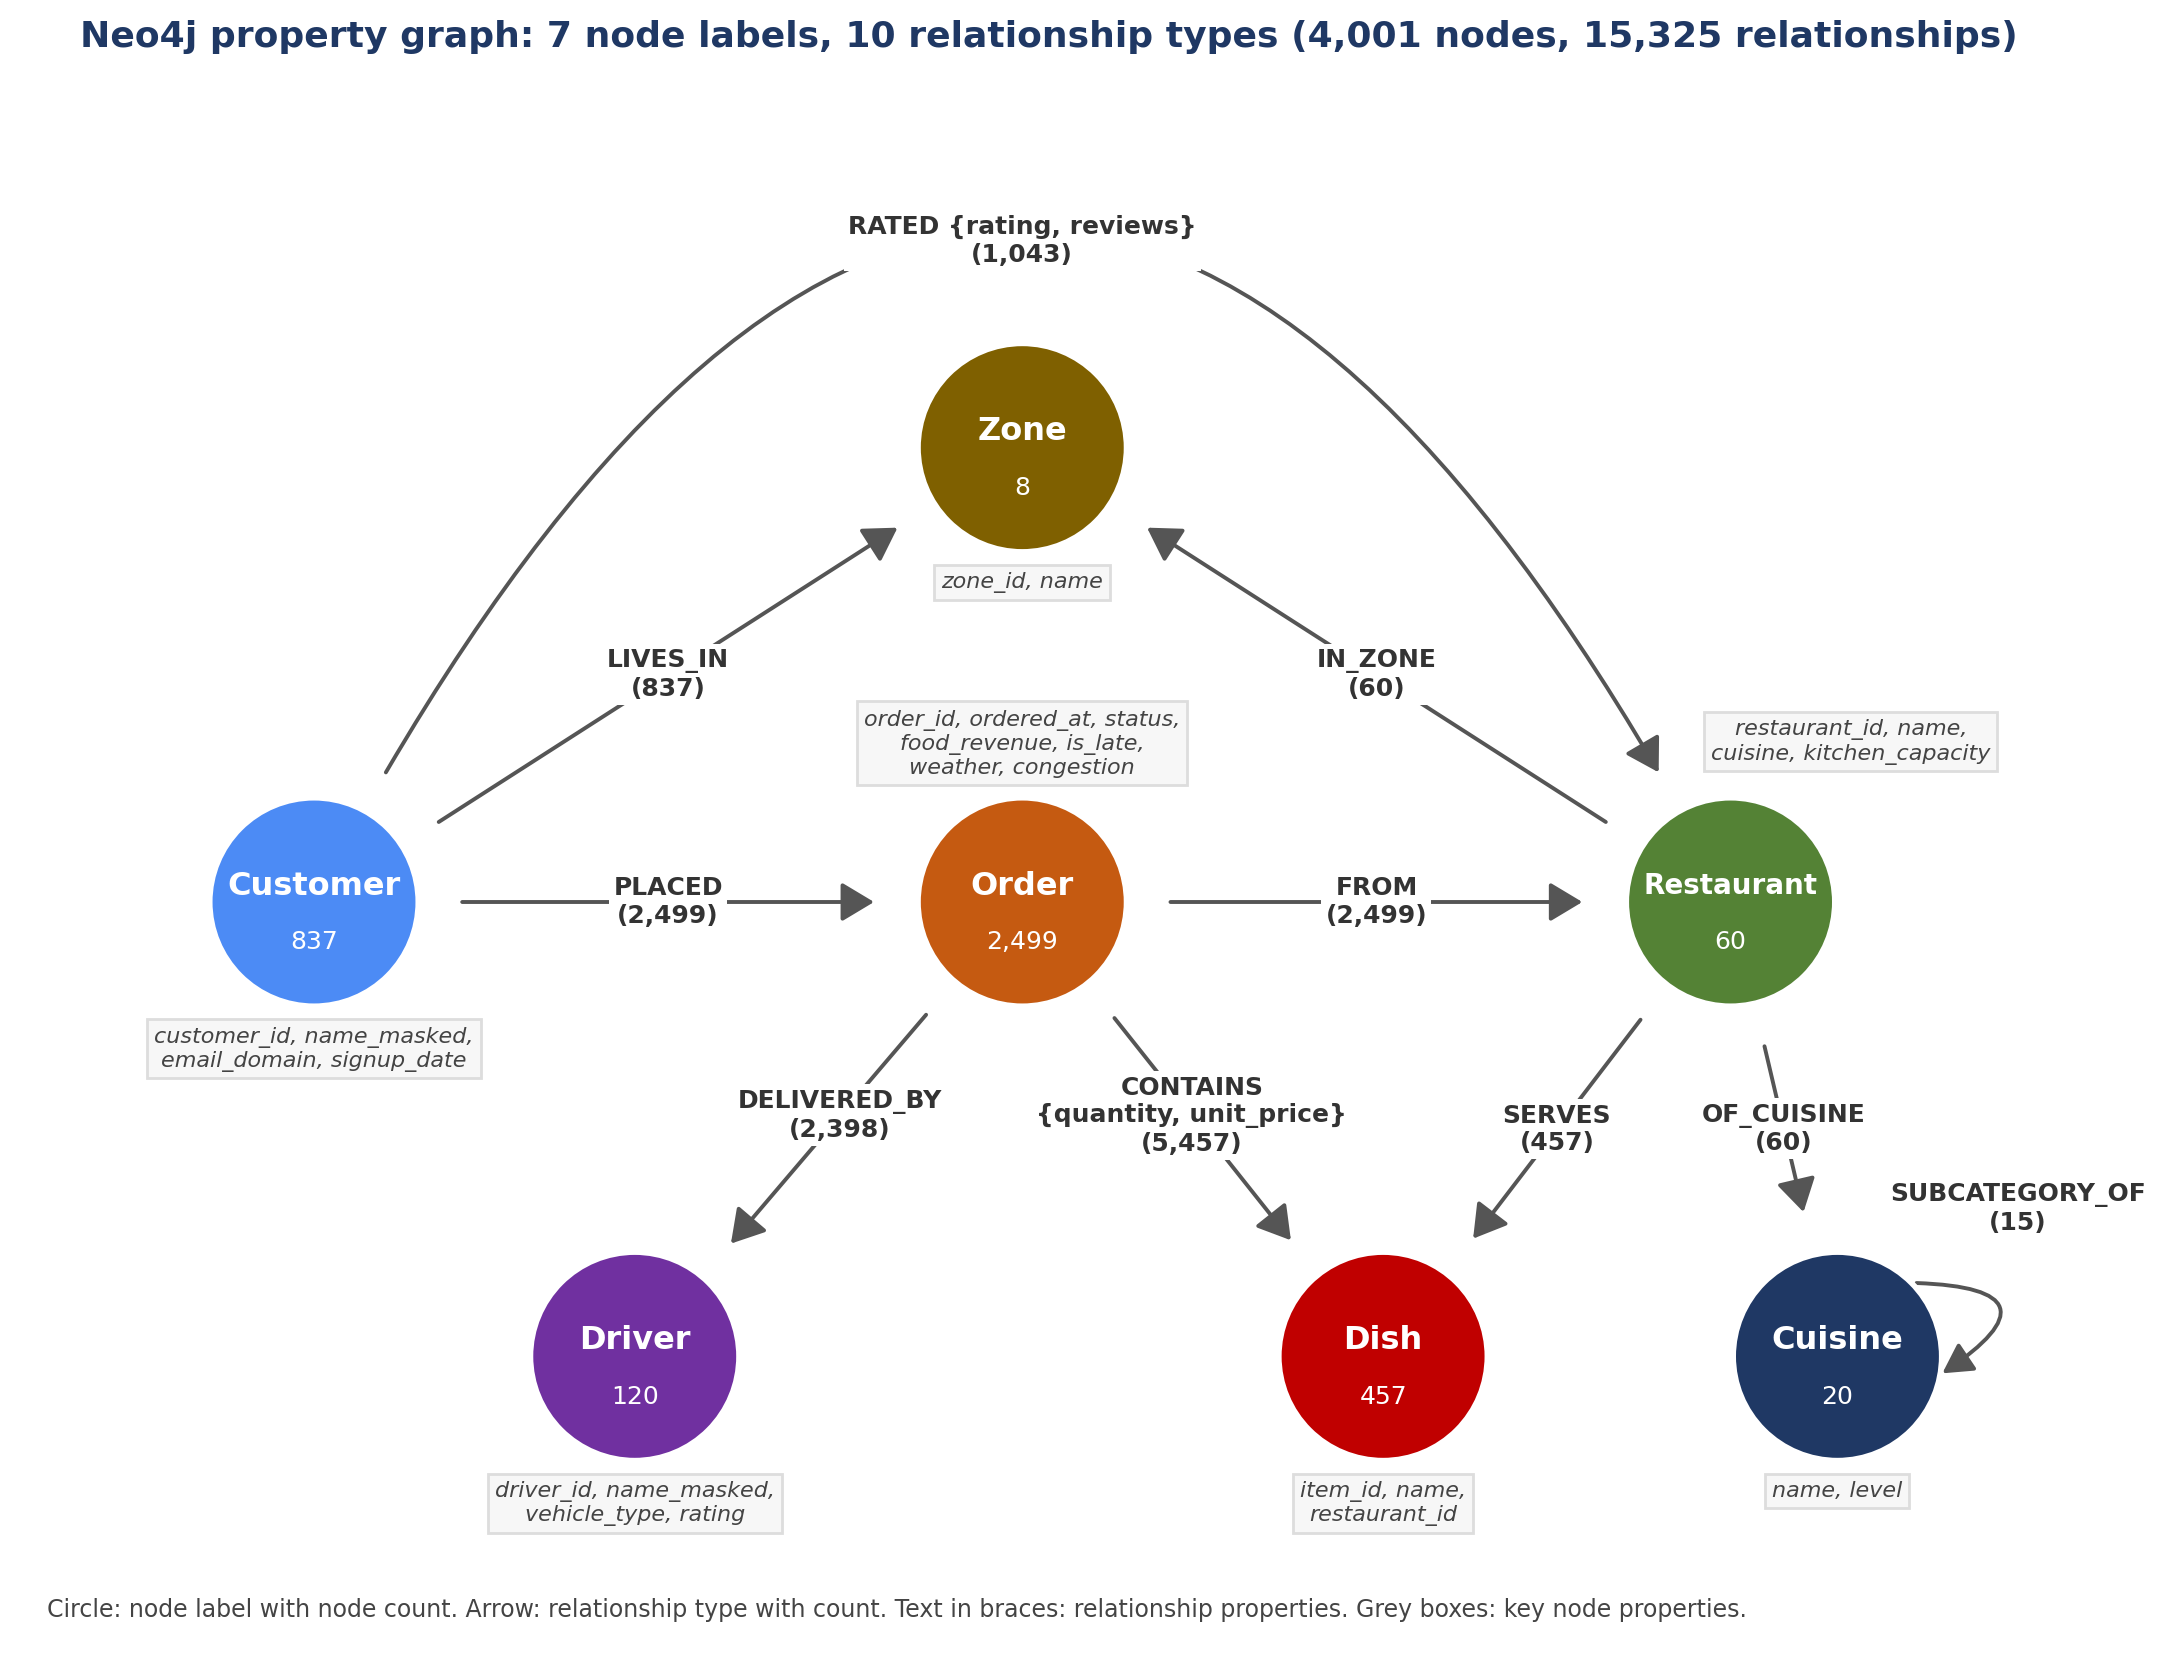 Neo4j property graph: 7 node labels, 10 relationship types (4,001 nodes, 15,325 relationships)
RATED {rating, reviews}
(1,043)
Zone
8
zone_id, name
LIVES_IN
(837)
IN_ZONE
(60)
order_id, ordered_at, status,
food_revenue, is_late,
weather, congestion
restaurant_id, name,
cuisine, kitchen_capacity
Customer
837
PLACED
(2,499)
Order
2,499
FROM
(2,499)
Restaurant
60
customer_id, name_masked,
email_domain, signup_date
DELIVERED_BY
(2,398)
CONTAINS
{quantity, unit_price}
(5,457)
SERVES
(457)
OF_CUISINE
(60)
SUBCATEGORY_OF
(15)
Driver
120
Dish
457
Cuisine
20
driver_id, name_masked,
vehicle_type, rating
item_id, name,
restaurant_id
name, level
Circle: node label with node count. Arrow: relationship type with count. Text in braces: relationship properties. Grey boxes: key node properties.